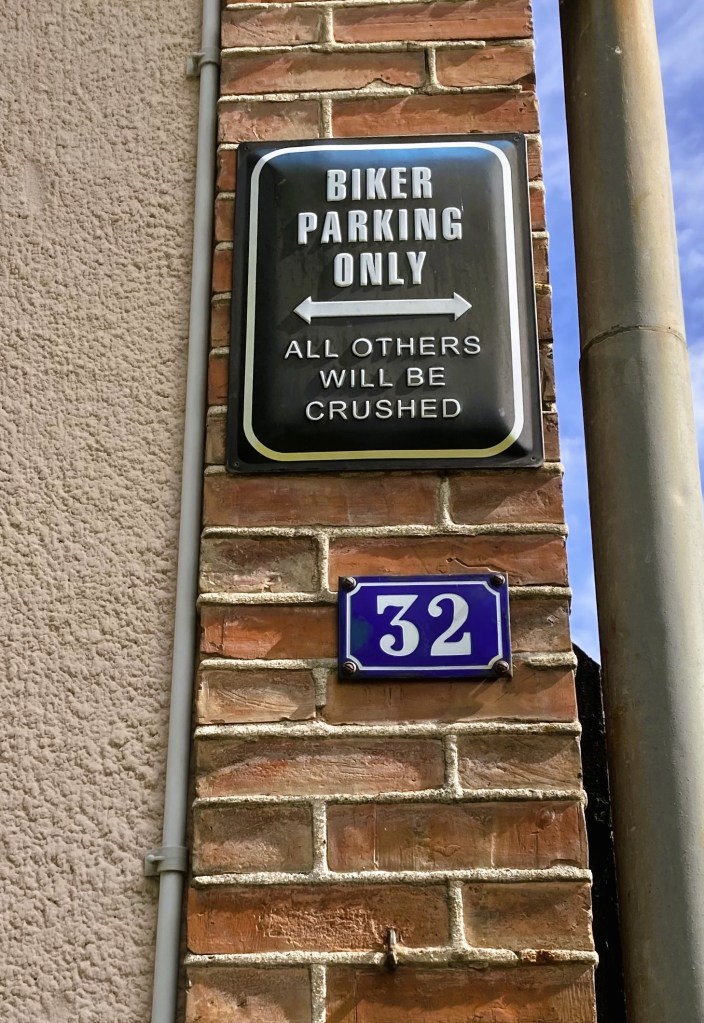 BIKER
PARKING
ONLY
ALL OTHERS
WILL BE
CRUSHED
32